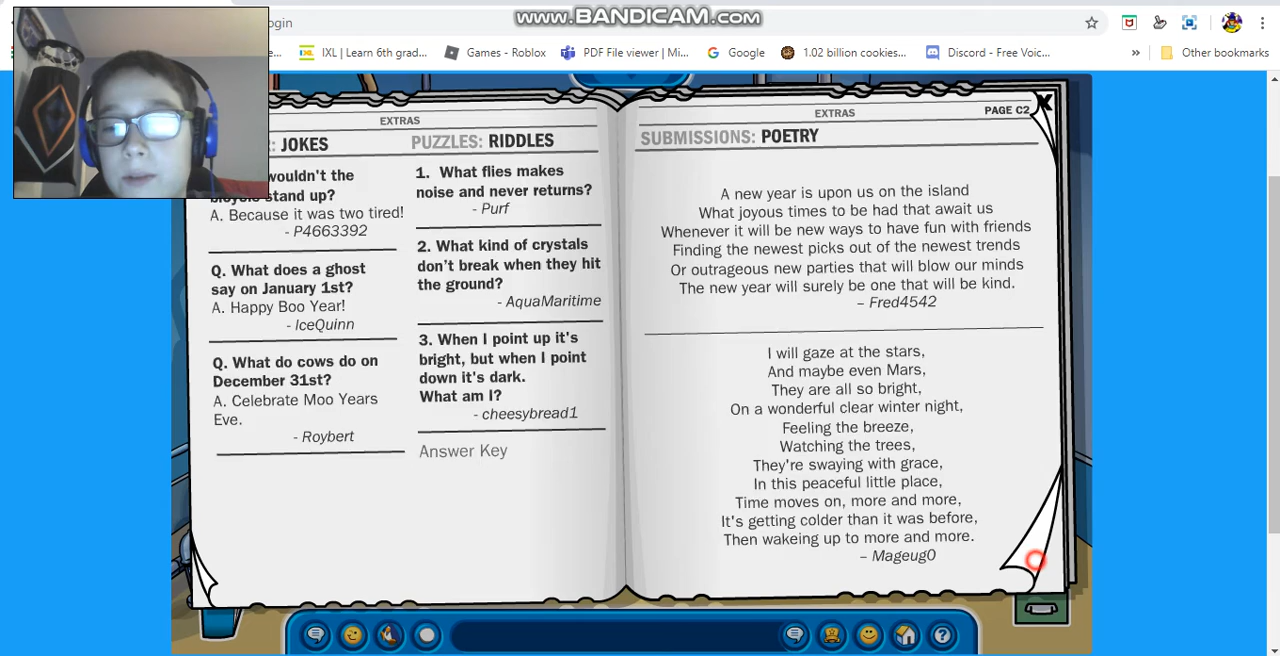 www.BANDICAM.com
ogin
e...
IXL | Learn 6th grad...
Games - Roblox
PDF File viewer | Mi...
Google
1.02 billion cookies...
Discord - Free Voic...
»
Other bookmarks
EXTRAS
: JOKES
wouldn't the
bicycle stand up?
A. Because it was two tired!
- P4663392
Q. What does a ghost
say on January 1st?
A. Happy Boo Year!
- IceQuinn
Q. What do cows do on
December 31st?
A. Celebrate Moo Years
Eve.
- Roybert
PUZZLES: RIDDLES
1. What flies makes
noise and never returns?
- Purf
2. What kind of crystals
don't break when they hit
the ground?
- AquaMaritime
3. When I point up it's
bright, but when I point
down it's dark.
What am I?
- cheesybread1
Answer Key
EXTRAS
PAGE C2
X
SUBMISSIONS: POETRY
A new year is upon us on the island
What joyous times to be had that await us
Whenever it will be new ways to have fun with friends
Finding the newest picks out of the newest trends
Or outrageous new parties that will blow our minds
The new year will surely be one that will be kind.
– Fred4542
I will gaze at the stars,
And maybe even Mars,
They are all so bright,
On a wonderful clear winter night,
Feeling the breeze,
Watching the trees,
They're swaying with grace,
In this peaceful little place,
Time moves on, more and more,
It's getting colder than it was before,
Then wakeing up to more and more.
– Mageug0
?